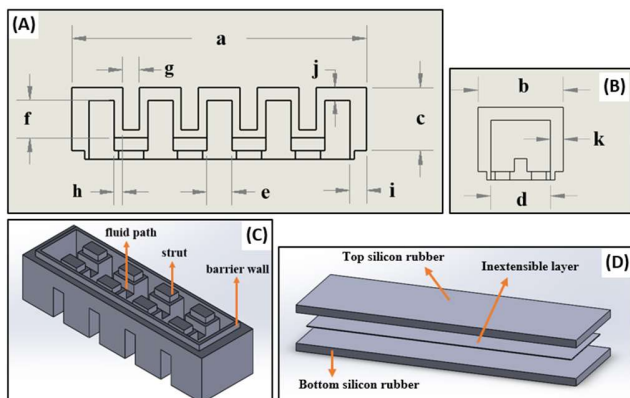 (A)
a
g
j
f
c
h
e
i
(B)
b
k
d
(C)
fluid path
strut
barrier wall
(D)
Top silicon rubber
Inextensible layer
Bottom silicon rubber